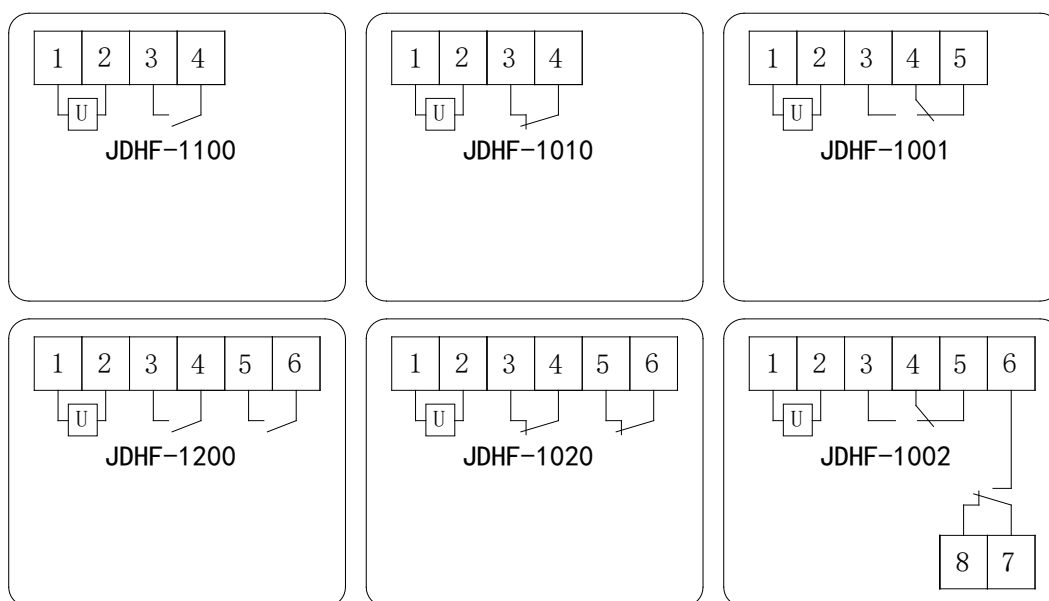 1 2 3 4
U
JDHF-1100
1 2 3 4
U
JDHF-1010
1 2 3 4 5
U
JDHF-1001
1 2 3 4 5 6
U
JDHF-1200
1 2 3 4 5 6
U
JDHF-1020
1 2 3 4 5 6
U
JDHF-1002
8 7